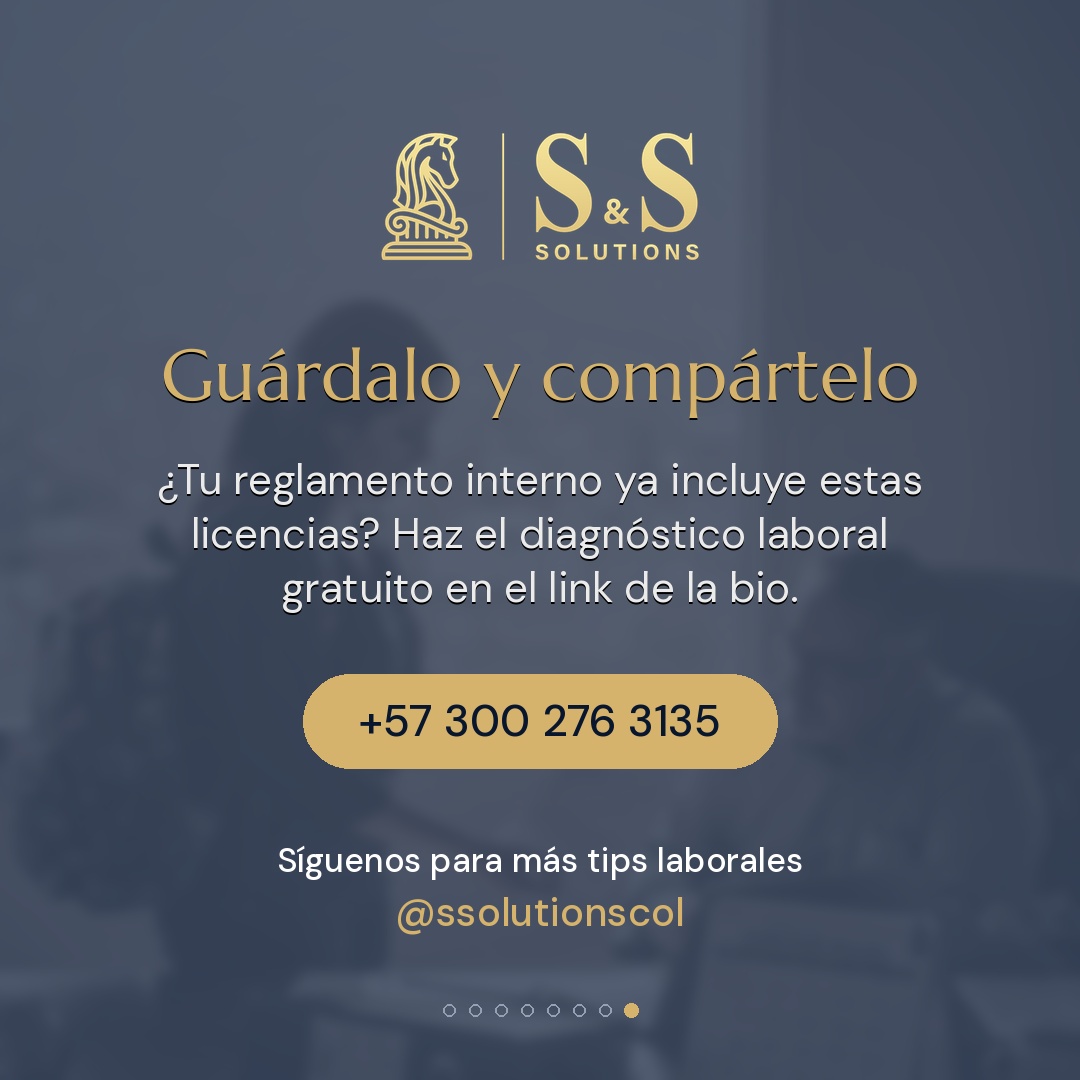 S&S
SOLUTIONS
Guárdalo y compártelo
¿Tu reglamento interno ya incluye estas
licencias? Haz el diagnóstico laboral
gratuito en el link de la bio.
+57 300 276 3135
Síguenos para más tips laborales
@ssolutionscol